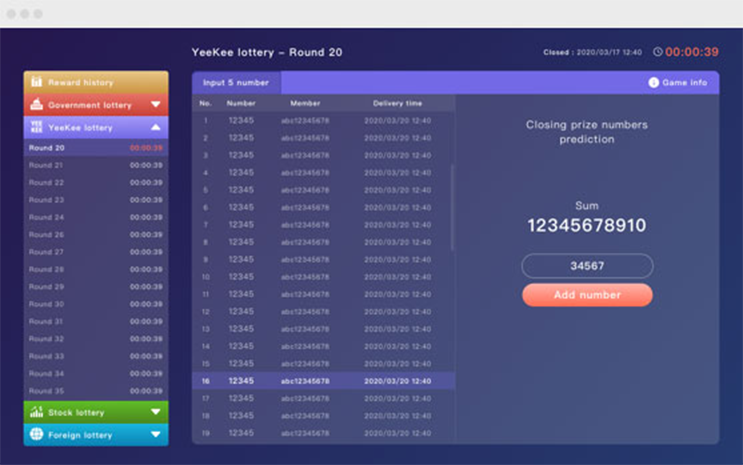 YeeKee lottery – Round 20
Closed : 2020/03/17 12:40
00:00:39
Reward history
Government lottery
YEE KEE
YeeKee lottery
Round 20 00:00:39
Round 21 00:00:39
Round 22 00:00:39
Round 23 00:00:39
Round 24 00:00:39
Round 26 00:00:39
Round 27 00:00:39
Round 28 00:00:39
Round 29 00:00:39
Round 30 00:00:39
Round 31 00:00:39
Round 32 00:00:39
Round 33 00:00:39
Round 34 00:00:39
Round 35 00:00:39
Stock lottery
Foreign lottery
Input 5 number
Game info
No. Number Member Delivery time
1 12345 abc12345678 2020/03/20 12:40
2 12345 abc12345678 2020/03/20 12:40
3 12345 abc12345678 2020/03/20 12:40
4 12345 abc12345678 2020/03/20 12:40
5 12345 abc12345678 2020/03/20 12:40
6 12345 abc12345678 2020/03/20 12:40
7 12345 abc12345678 2020/03/20 12:40
8 12345 abc12345678 2020/03/20 12:40
9 12345 abc12345678 2020/03/20 12:40
10 12345 abc12345678 2020/03/20 12:40
11 12345 abc12345678 2020/03/20 12:40
12 12345 abc12345678 2020/03/20 12:40
13 12345 abc12345678 2020/03/20 12:40
14 12345 abc12345678 2020/03/20 12:40
15 12345 abc12345678 2020/03/20 12:40
16 12345 abc12345678 2020/03/20 12:40
17 12345 abc12345678 2020/03/20 12:40
18 12345 abc12345678 2020/03/20 12:40
19 12345 abc12345678 2020/03/20 12:40
Closing prize numbers
prediction
Sum
12345678910
34567
Add number